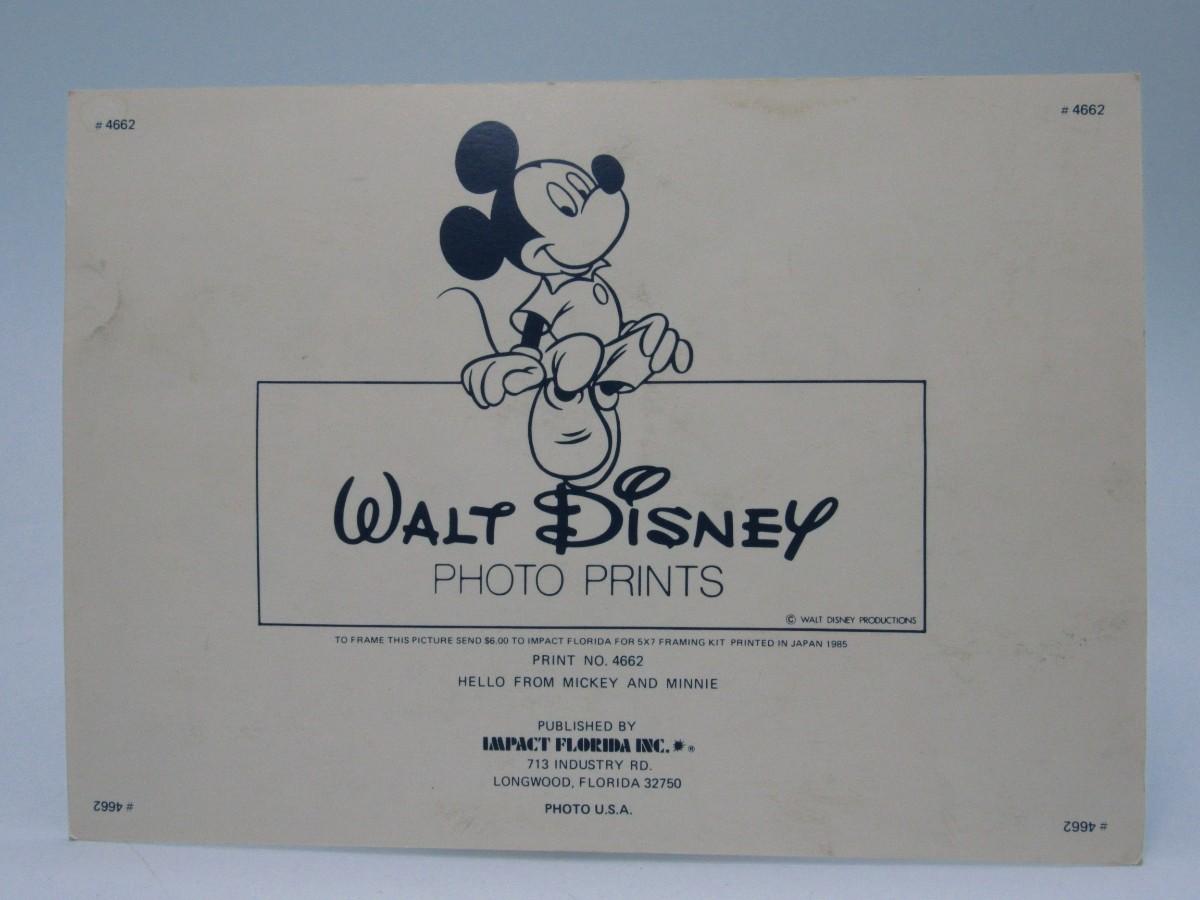 # 4662
# 4662
WALT DISNEY
PHOTO PRINTS
© WALT DISNEY PRODUCTIONS
TO FRAME THIS PICTURE SEND $6.00 TO IMPACT FLORIDA FOR 5X7 FRAMING KIT PRINTED IN JAPAN 1985
PRINT NO. 4662
HELLO FROM MICKEY AND MINNIE
PUBLISHED BY
IMPACT FLORIDA INC. ®
713 INDUSTRY RD.
LONGWOOD, FLORIDA 32750
PHOTO U.S.A.
# 4662
# 4662